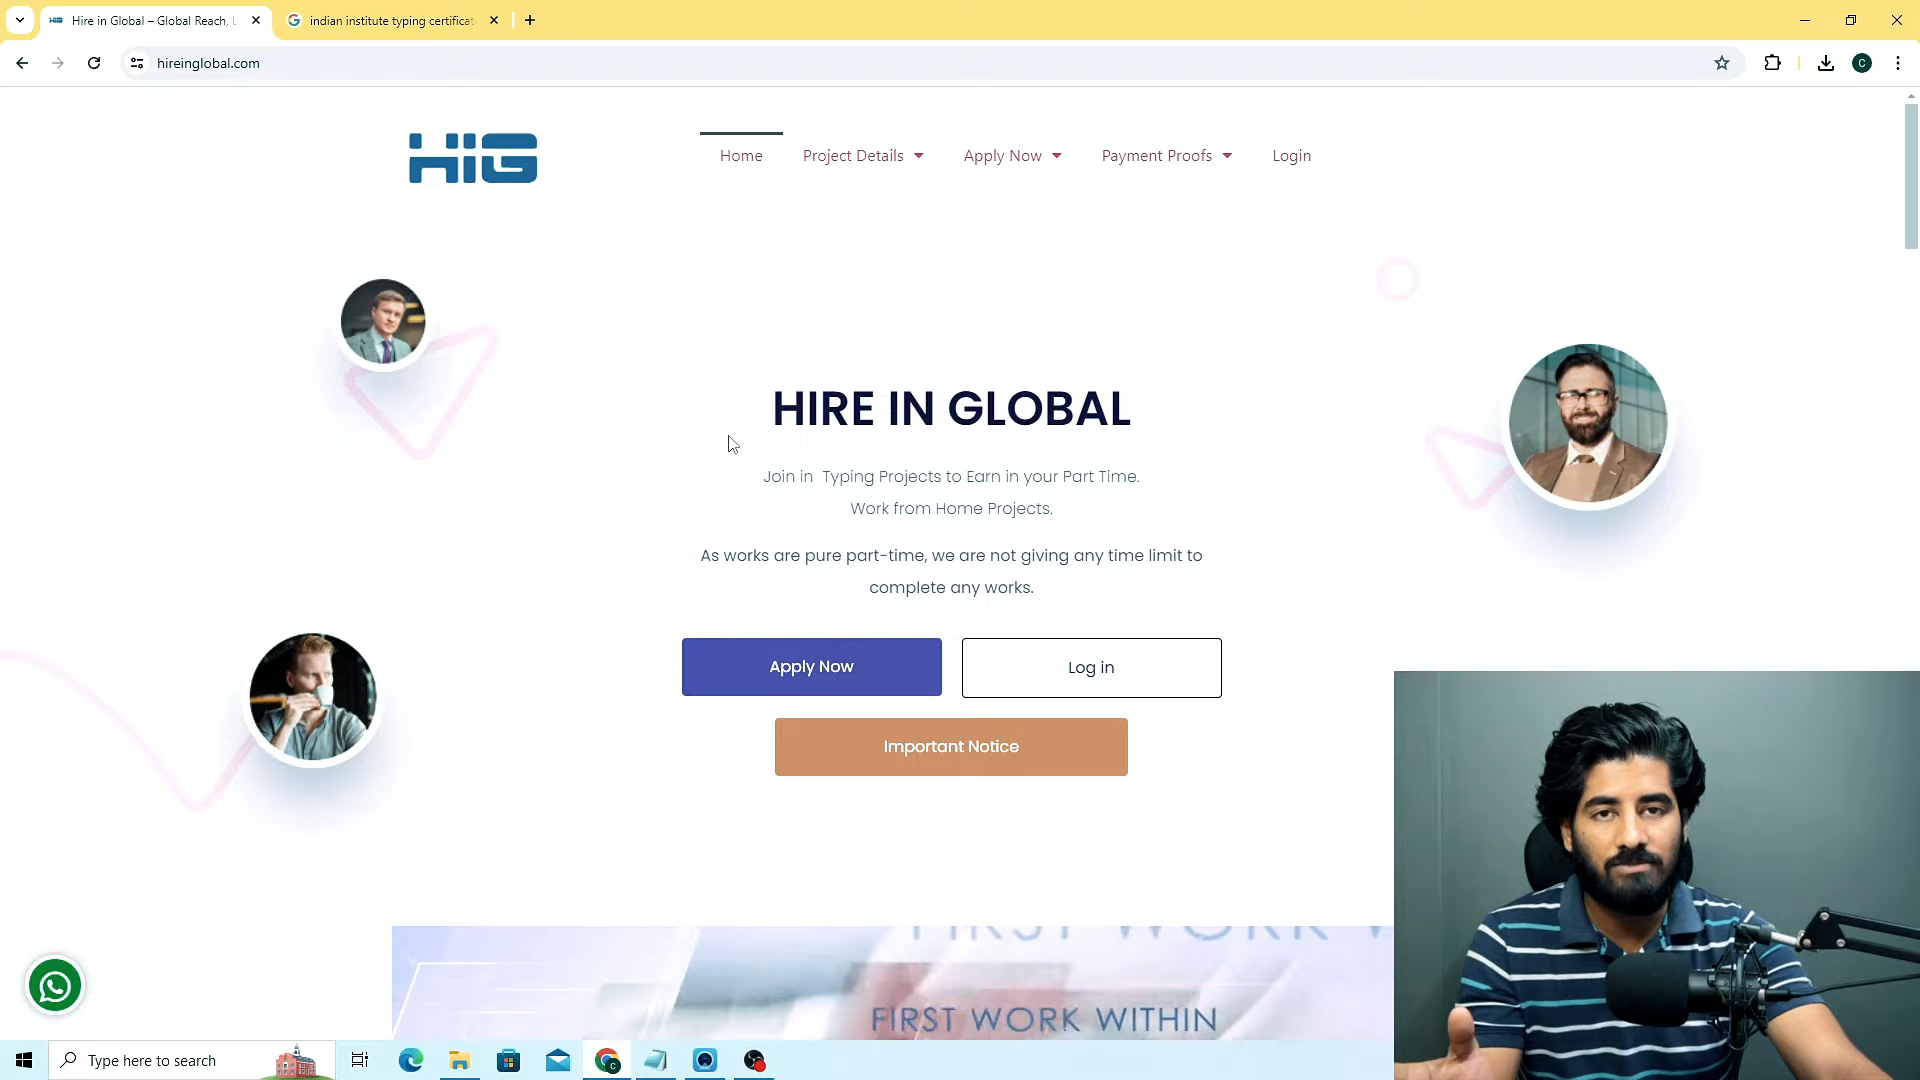 Hire in Global – Global Reach, L
indian institute typing certificat
hireinglobal.com
C
HIG
Home
Project Details
Apply Now
Payment Proofs
Login
HIRE IN GLOBAL
Join in Typing Projects to Earn in your Part Time.
Work from Home Projects.
As works are pure part-time, we are not giving any time limit to
complete any works.
Apply Now
Log in
Important Notice
FIRST WORK W
FIRST WORK WITHIN
Type here to search